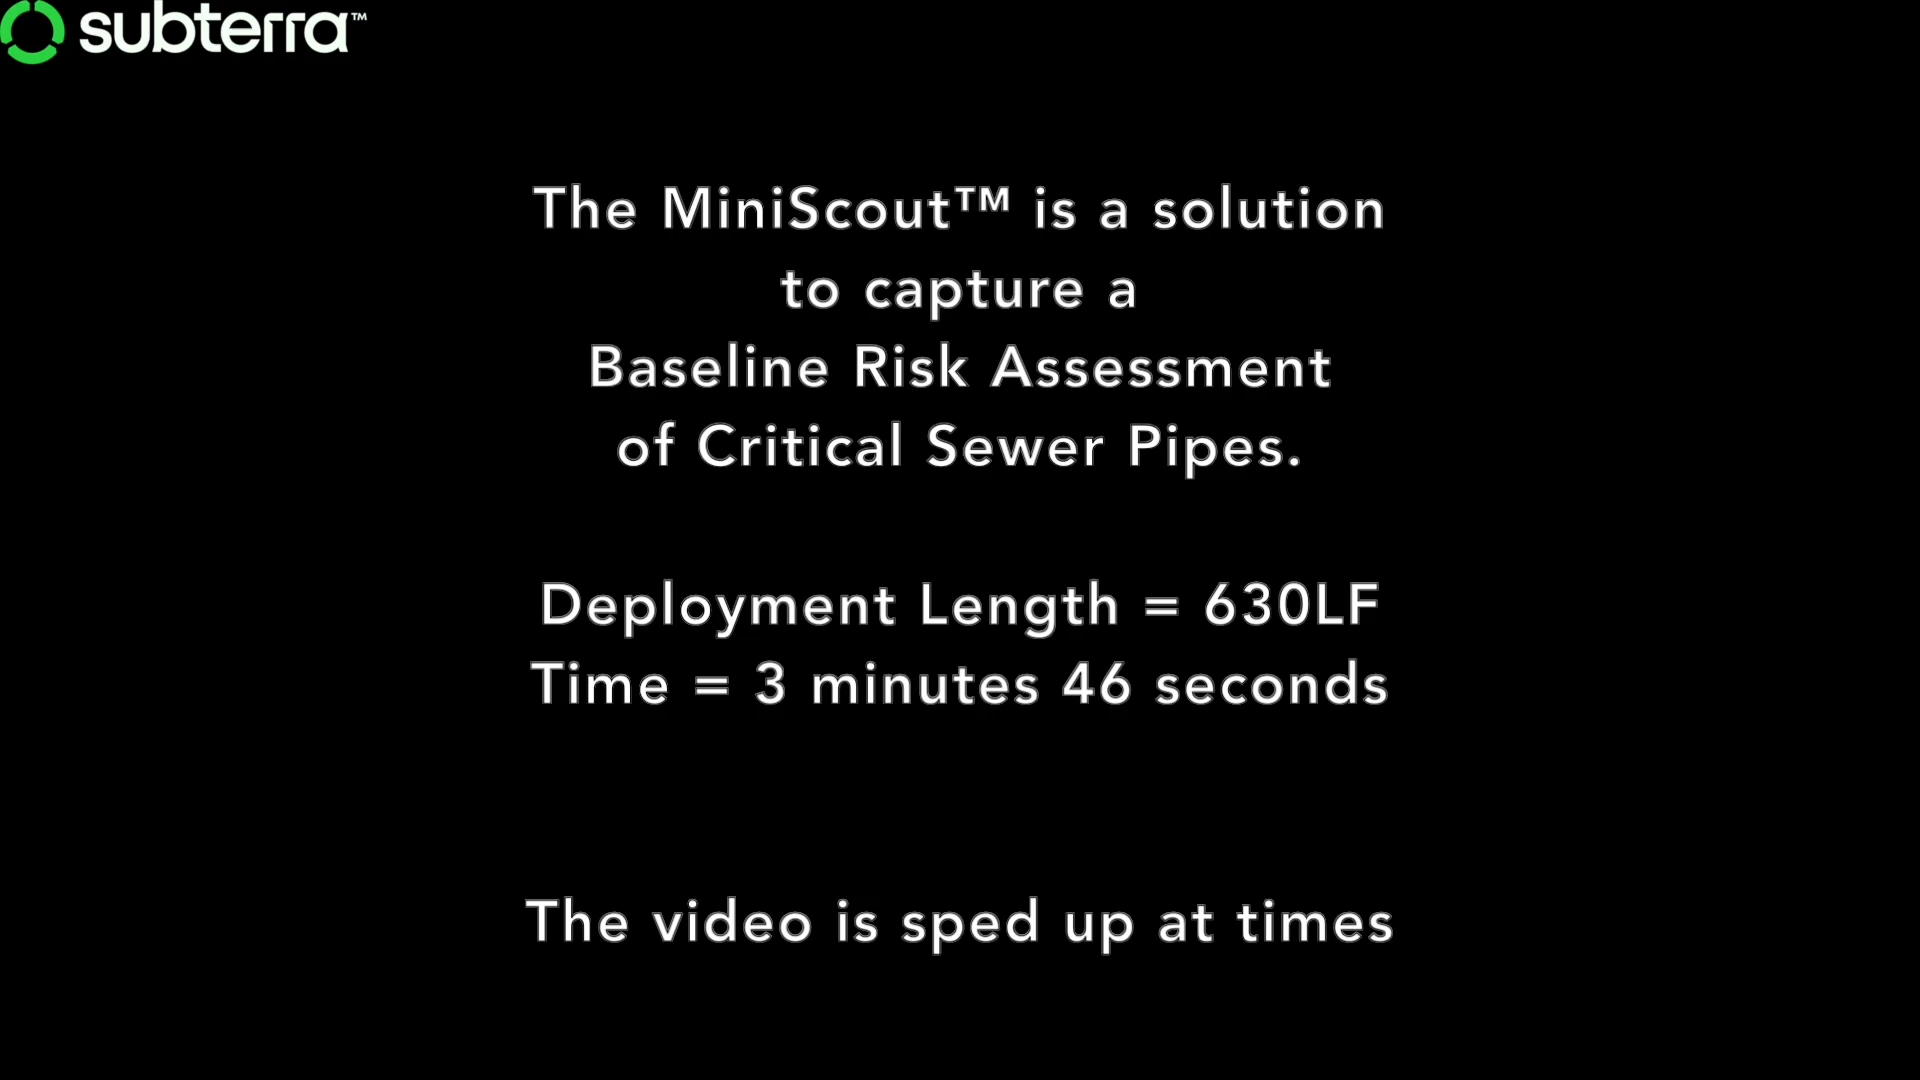 subterra™
The MiniScout™ is a solution
to capture a
Baseline Risk Assessment
of Critical Sewer Pipes.
Deployment Length = 630LF
Time = 3 minutes 46 seconds
The video is sped up at times